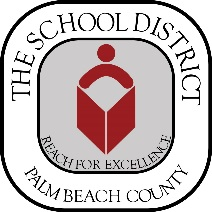 THE SCHOOL DISTRICT
REACH FOR EXCELLENCE
PALM BEACH COUNTY